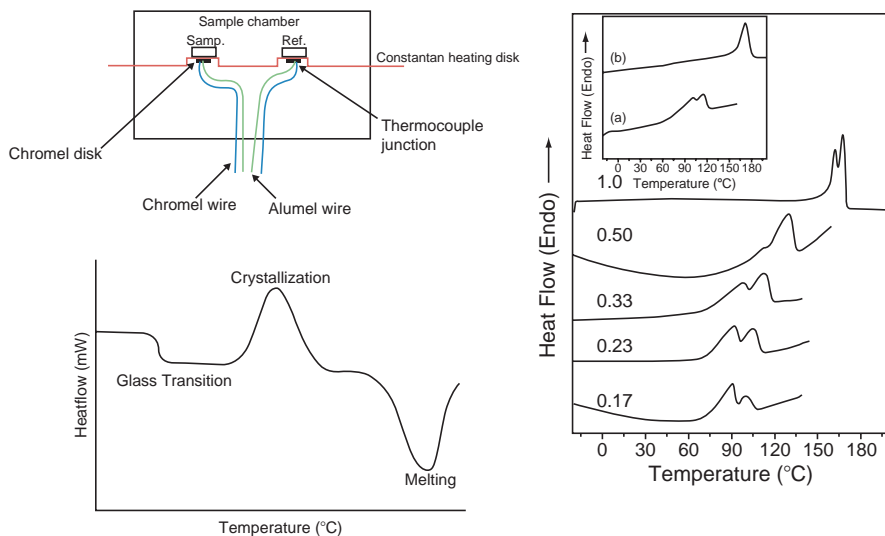 Sample chamber
Samp.
Ref.
Constantan heating disk
Chromel disk
Thermocouple
junction
Chromel wire
Alumel wire
Heatflow (mW)
Crystallization
Glass Transition
Melting
Temperature (°C)
Heat Flow (Endo)
(b)
(a)
0 30 60 90 120 150 180
Temperature (°C)
Heat Flow (Endo)
1.0
0.50
0.33
0.23
0.17
0 30 60 90 120 150 180
Temperature (°C)